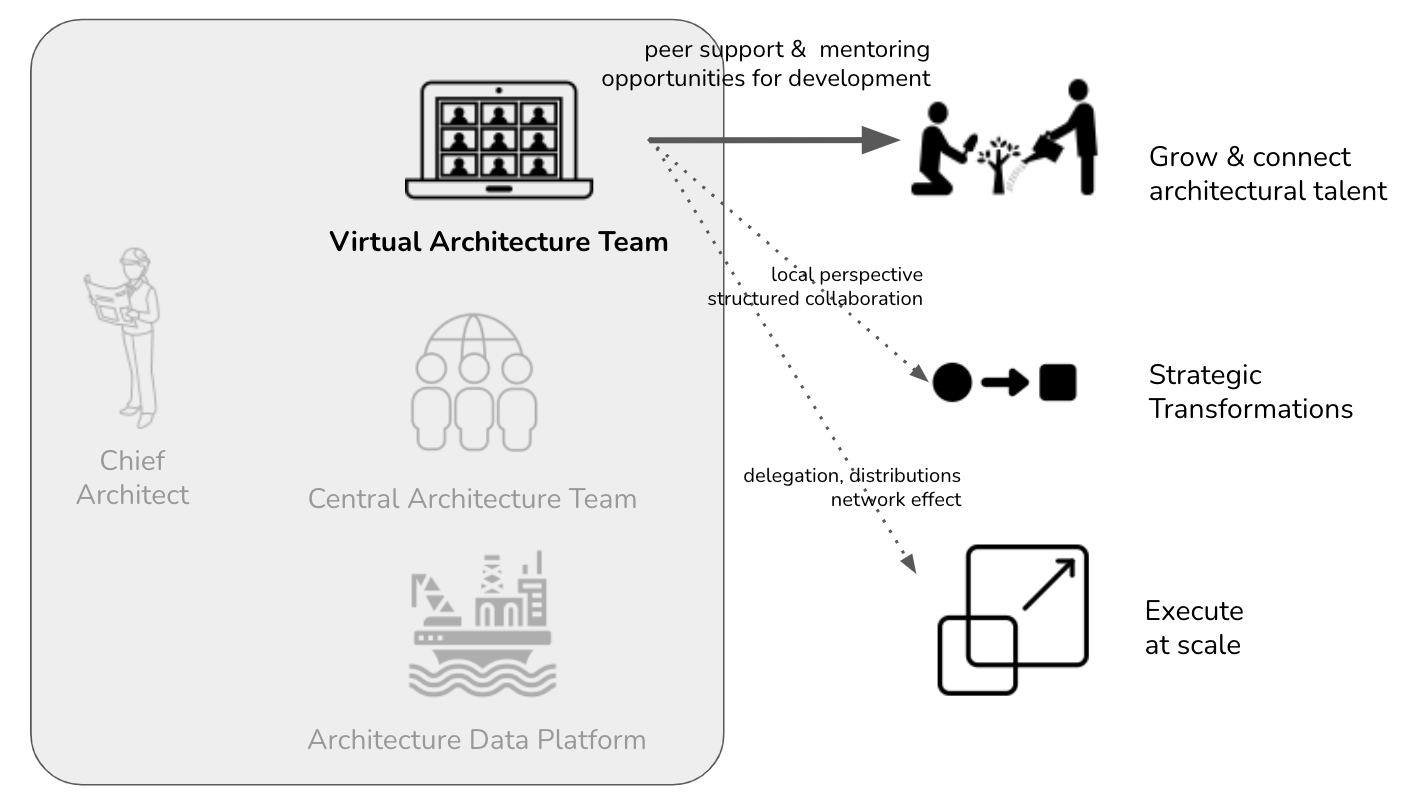 peer support &  mentoring
opportunities for development
Grow & connect
architectural talent
Virtual Architecture Team
local perspective
structured collaboration
Strategic
Transformations
Chief
Architect
Central Architecture Team
delegation, distributions
network effect
Execute
at scale
Architecture Data Platform